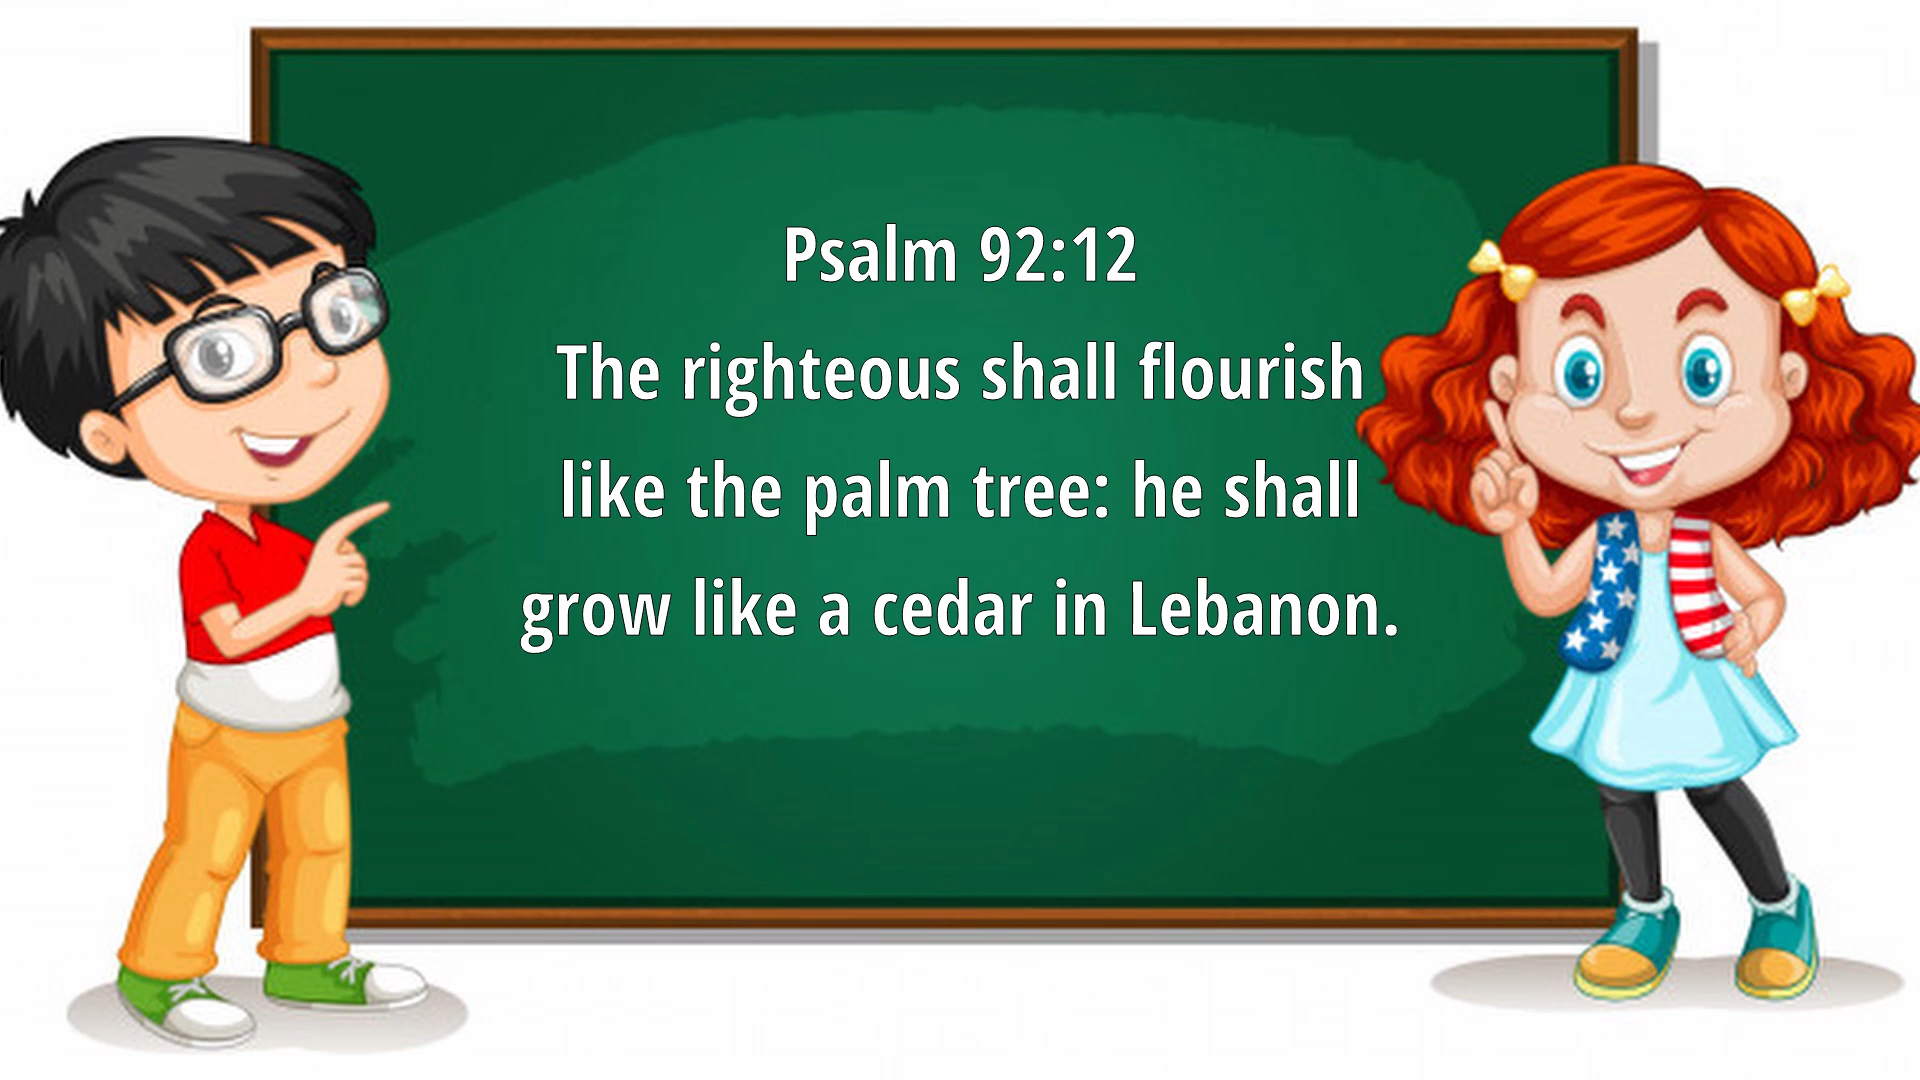 Psalm 92:12
The righteous shall flourish
like the palm tree: he shall
grow like a cedar in Lebanon.